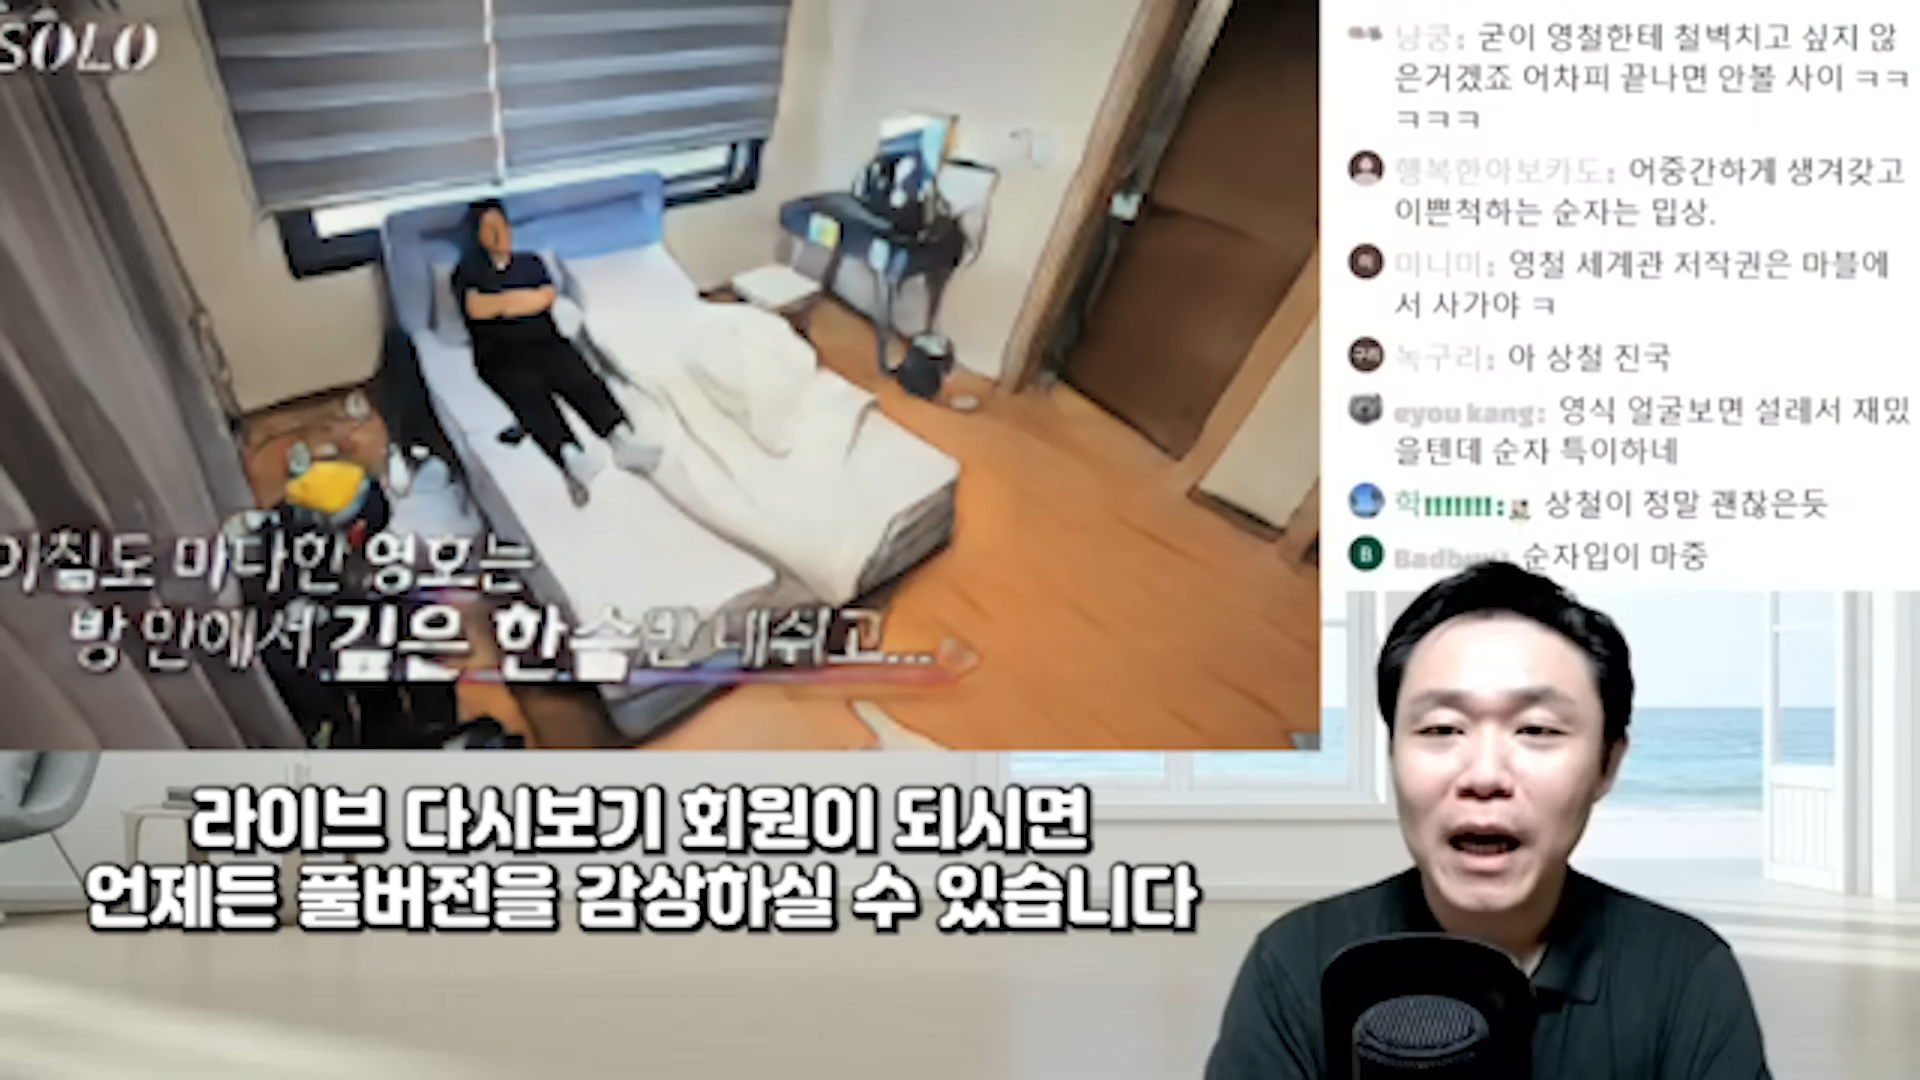 SOLO
아침도 마다한 영호는
방 안에서 깊은 한숨만 내쉬고...
냥궁: 굳이 영철한테 철벽치고 싶지 않
은거겠죠 어차피 끝나면 안볼 사이 ㅋㅋ
ㅋㅋㅋ
행복한아보카도: 어중간하게 생겨갖고
이쁜척하는 순자는 밉상.
미니미: 영철 세계관 저작권은 마블에
서 사가야 ㅋ
녹구리: 아 상철 진국
eyou kang: 영식 얼굴보면 설레서 재밌
을텐데 순자 특이하네
상철이 정말 괜찮은듯
B
순자입이 마중
라이브 다시보기 회원이 되시면
언제든 풀버전을 감상하실 수 있습니다